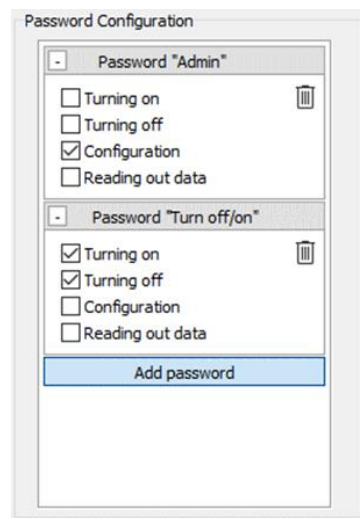 Password Configuration
- Password "Admin"
Turning on
Turning off
Configuration
Reading out data
- Password "Turn off/on"
Turning on
Turning off
Configuration
Reading out data
Add password